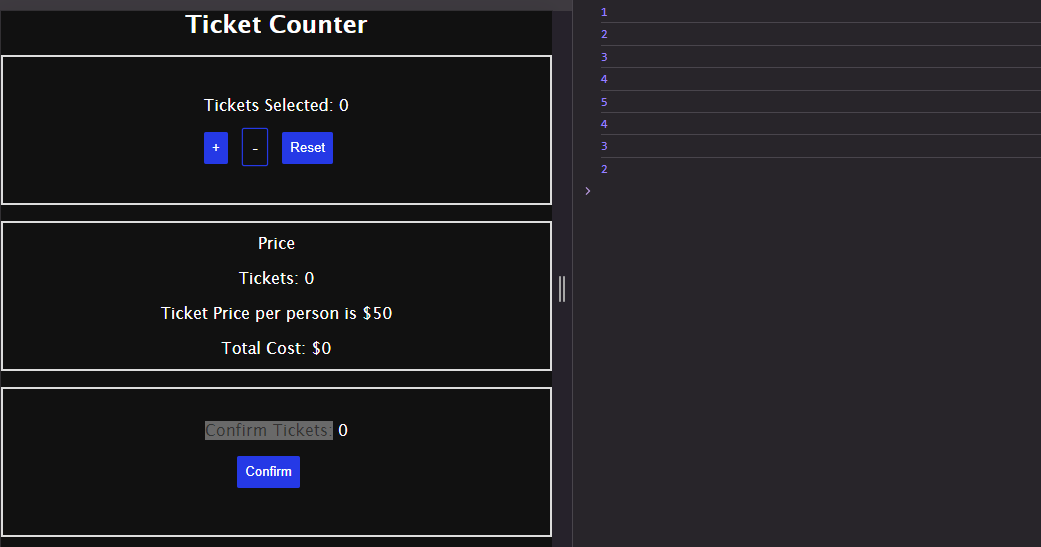 Ticket Counter
Tickets Selected: 0
+ - Reset
Price
Tickets: 0
Ticket Price per person is $50
Total Cost: $0
Confirm Tickets: 0
Confirm
1
2
3
4
5
4
3
2